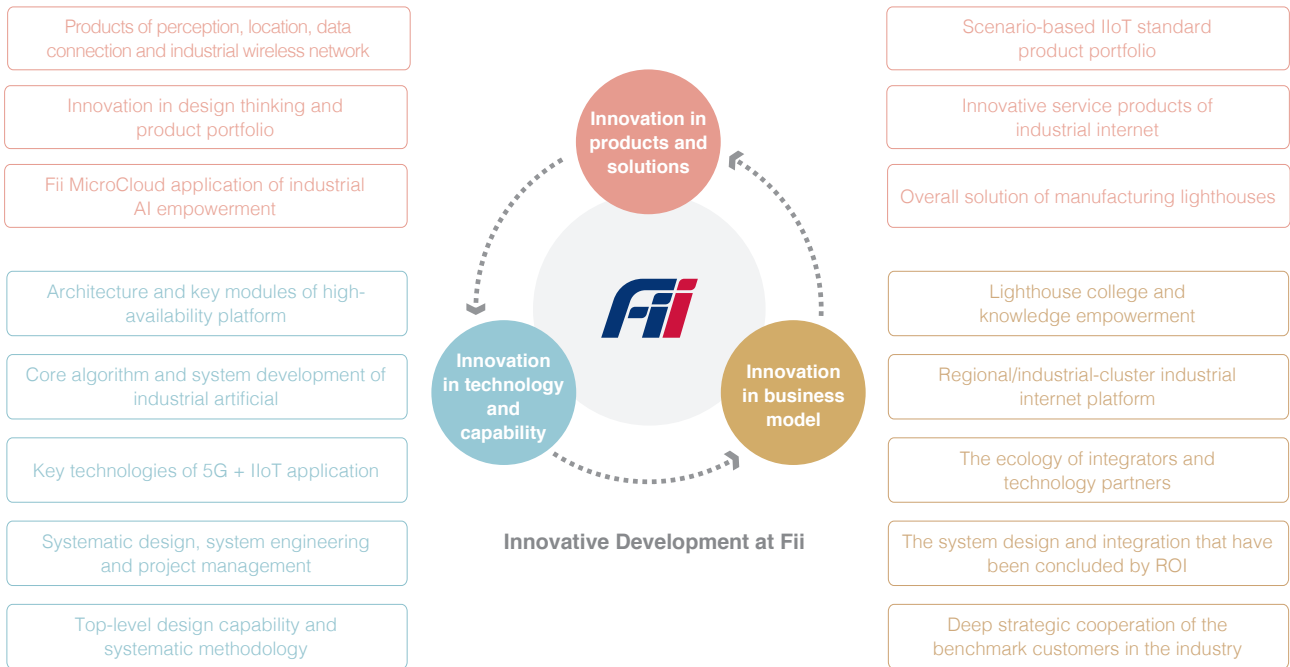 Products of perception, location, data
connection and industrial wireless network
Innovation in design thinking and
product portfolio
Fii MicroCloud application of industrial
AI empowerment
Architecture and key modules of high-
availability platform
Core algorithm and system development of
industrial artificial
Key technologies of 5G + IIoT application
Systematic design, system engineering
and project management
Top-level design capability and
systematic methodology
Innovation in
products and
solutions
Fii
Innovation
in technology
and
capability
Innovation
in business
model
Innovative Development at Fii
Scenario-based IIoT standard
product portfolio
Innovative service products of
industrial internet
Overall solution of manufacturing lighthouses
Lighthouse college and
knowledge empowerment
Regional/industrial-cluster industrial
internet platform
The ecology of integrators and
technology partners
The system design and integration that have
been concluded by ROI
Deep strategic cooperation of the
benchmark customers in the industry